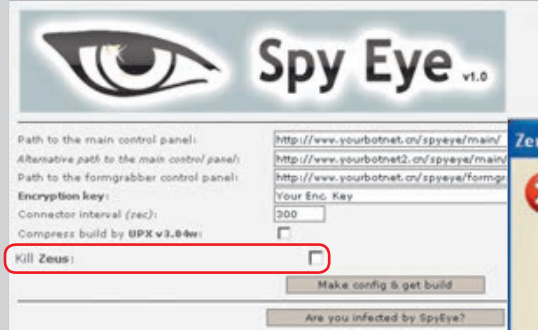 Spy Eye v1.0
Path to the main control panel: http://www.yourbotnet.cn/spyeye/main/
Alternative path to the main control panel: http://www.yourbotnet2.cn/spyeye/main/
Path to the formgrabber control panel: http://www.yourbotnet.cn/spyeye/formgr
Encryption key: Your Enc. Key
Connector interval (sec): 300
Compress build by UPX v3.04w:
Kill Zeus:
Make config & get build
Are you infected by SpyEye?